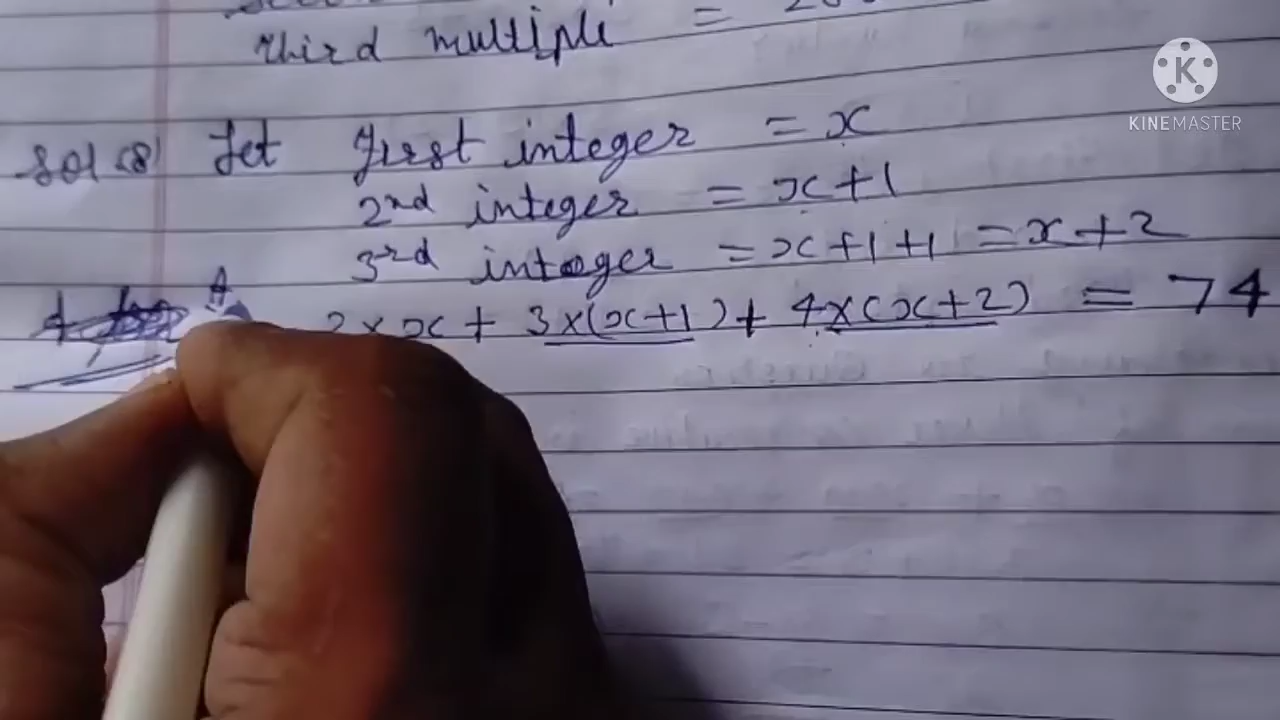 third multiple =
Sol (8) Let first integer = x
2nd integer = x+1
3rd integer = x+1+1 = x+2
A
2 × x + 3 × (x+1) + 4 × (x+2) = 74
K
KINEMASTER